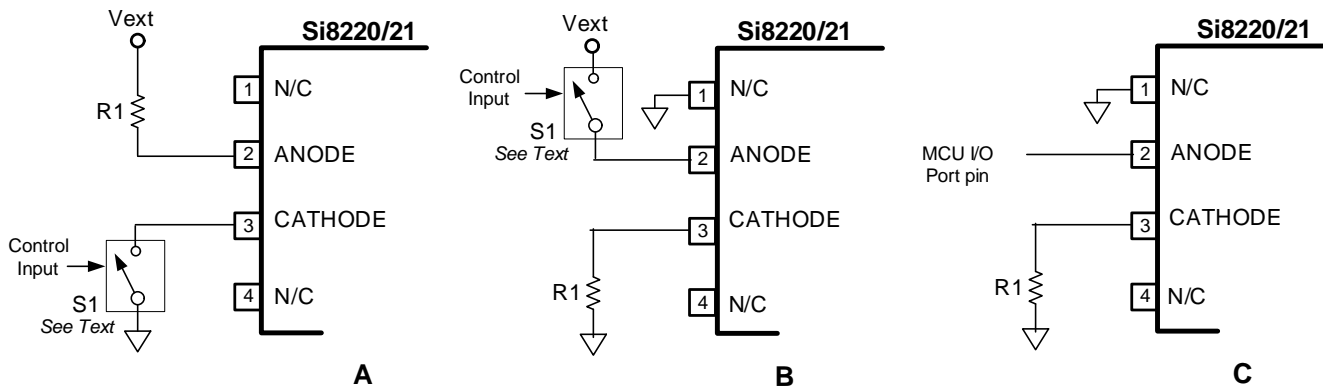 Vext
Si8220/21
R1
1
N/C
2
ANODE
3
CATHODE
4
N/C
Control
Input
S1
See Text
A
Vext
Si8220/21
Control
Input
S1
See Text
1
N/C
2
ANODE
3
CATHODE
R1
4
N/C
B
Si8220/21
1
N/C
MCU I/O
Port pin
2
ANODE
3
CATHODE
R1
4
N/C
C